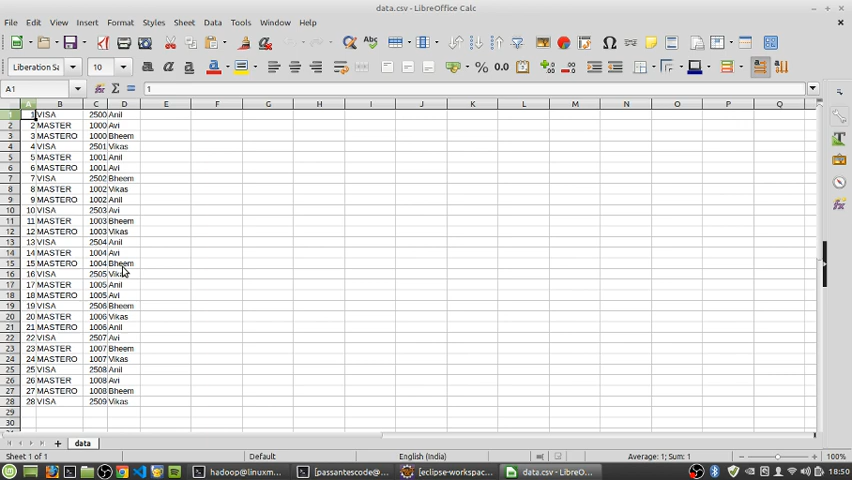 data.csv - LibreOffice Calc
File Edit View Insert Format Styles Sheet Data Tools Window Help
Liberation Sa 10
A1 1
A B C D E F G H I J K L M N O P Q
1 1 VISA 2500 Anil
2 2 MASTER 1000 Avi
3 3 MASTERO 1000 Bheem
4 4 VISA 2501 Vikas
5 5 MASTER 1001 Anil
6 6 MASTERO 1001 Avi
7 7 VISA 2502 Bheem
8 8 MASTER 1002 Vikas
9 9 MASTERO 1002 Anil
10 10 VISA 2503 Avi
11 11 MASTER 1003 Bheem
12 12 MASTERO 1003 Vikas
13 13 VISA 2504 Anil
14 14 MASTER 1004 Avi
15 15 MASTERO 1004 Bheem
16 16 VISA 2505 Vikas
17 17 MASTER 1005 Anil
18 18 MASTERO 1005 Avi
19 19 VISA 2506 Bheem
20 20 MASTER 1006 Vikas
21 21 MASTERO 1006 Anil
22 22 VISA 2507 Avi
23 23 MASTER 1007 Bheem
24 24 MASTERO 1007 Vikas
25 25 VISA 2508 Anil
26 26 MASTER 1008 Avi
27 27 MASTERO 1008 Bheem
28 28 VISA 2509 Vikas
29
30
data
Sheet 1 of 1 Default English (India) Average: 1; Sum: 1 100%
hadoop@linuxm... [passantescode@... [eclipse-workspac... data.csv - LibreO... 18:50